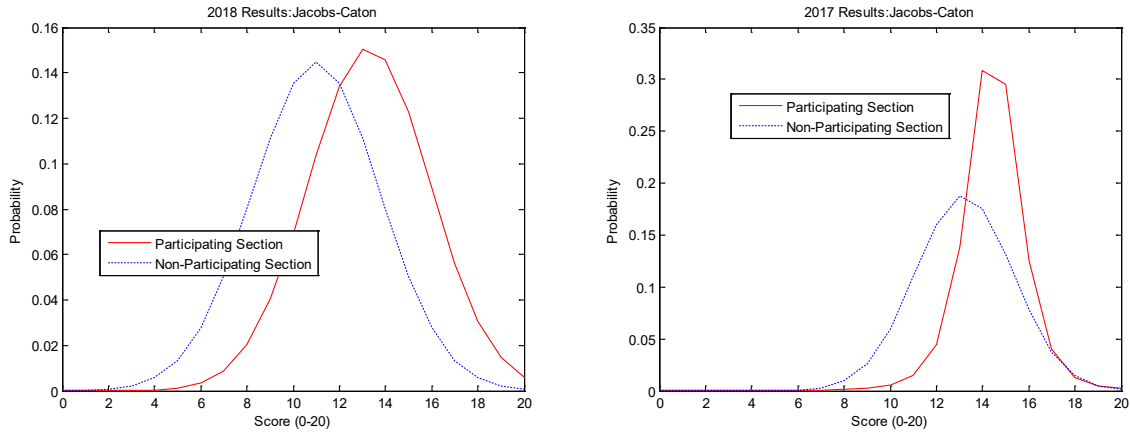 2018 Results:Jacobs-Caton
0.16
0.14
0.12
0.1
0.08
0.06
0.04
0.02
0
Probability
Participating Section
Non-Participating Section
0 2 4 6 8 10 12 14 16 18 20
Score (0-20)
2017 Results:Jacobs-Caton
0.35
0.3
0.25
0.2
0.15
0.1
0.05
0
Probability
Participating Section
Non-Participating Section
0 2 4 6 8 10 12 14 16 18 20
Score (0-20)